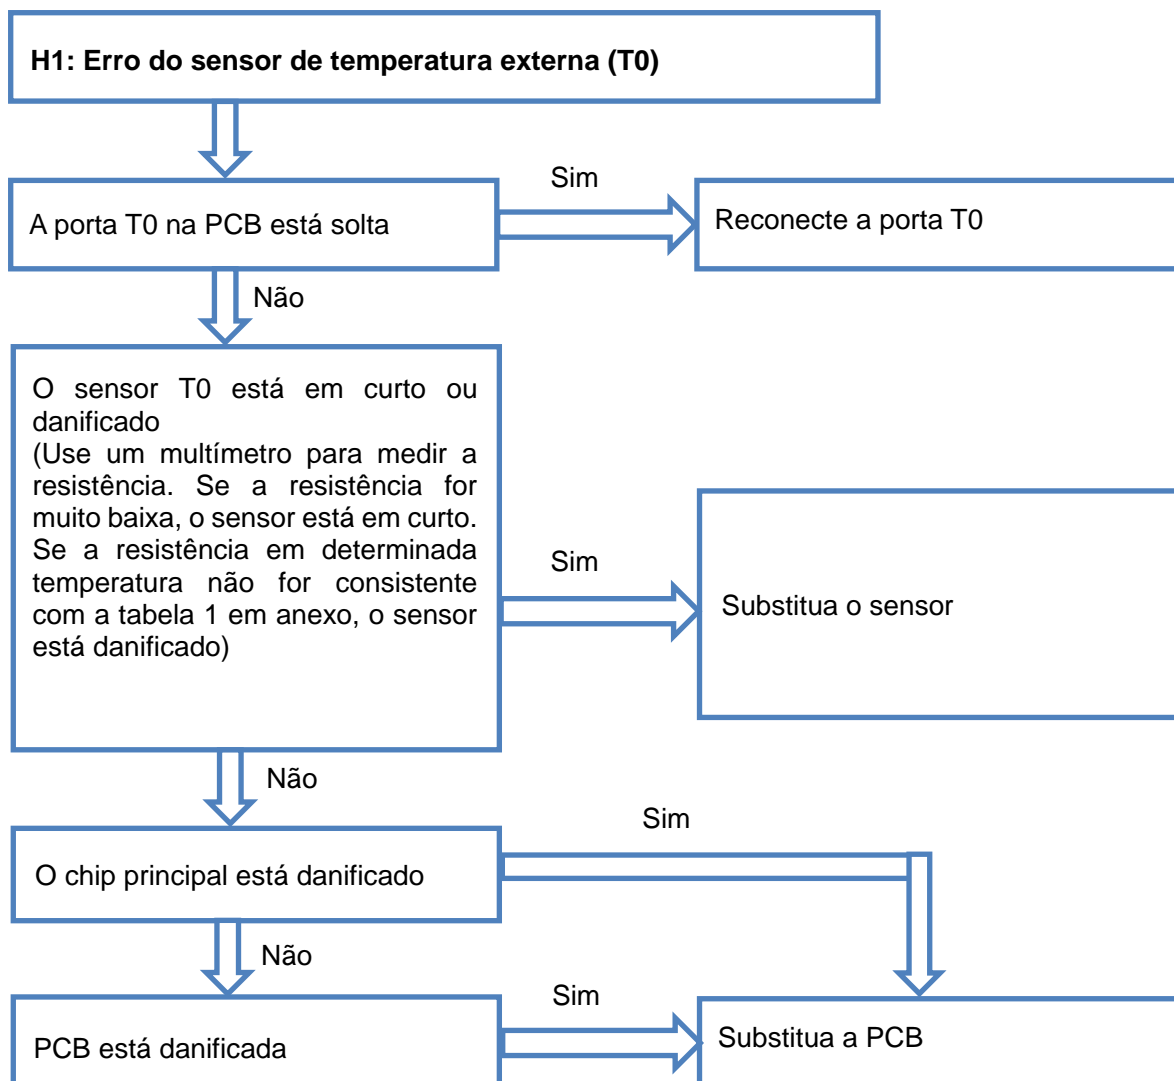 H1: Erro do sensor de temperatura externa (T0)
Sim
A porta T0 na PCB está solta
Reconecte a porta T0
Não
O sensor T0 está em curto ou
danificado
(Use um multímetro para medir a
resistência. Se a resistência for
muito baixa, o sensor está em curto.
Se a resistência em determinada
temperatura não for consistente
com a tabela 1 em anexo, o sensor
está danificado)
Sim
Substitua o sensor
Não
Sim
O chip principal está danificado
Não
Sim
PCB está danificada
Substitua a PCB